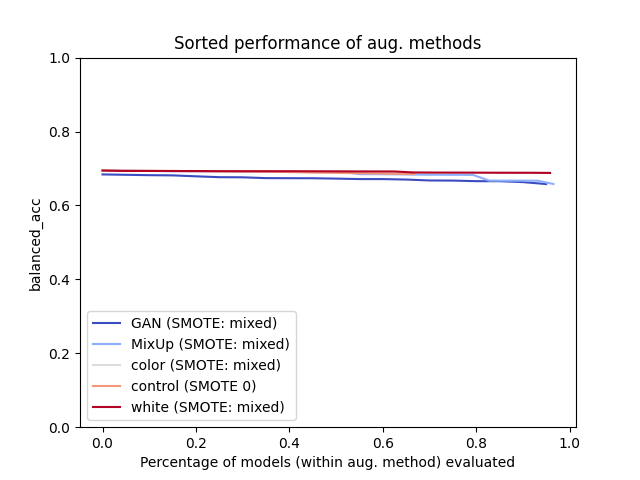 Sorted performance of aug. methods
1.0
0.8
0.6
0.4
0.2
0.0
balanced_acc
GAN (SMOTE: mixed)
MixUp (SMOTE: mixed)
color (SMOTE: mixed)
control (SMOTE 0)
white (SMOTE: mixed)
0.0 0.2 0.4 0.6 0.8 1.0
Percentage of models (within aug. method) evaluated